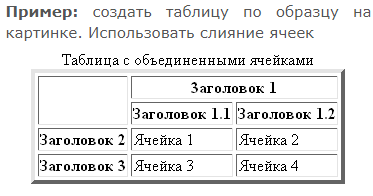 Пример: создать таблицу по образцу на
картинке. Использовать слияние ячеек
Таблица с объединенными ячейками
Заголовок 1
Заголовок 1.1 Заголовок 1.2
Заголовок 2 Ячейка 1 Ячейка 2
Заголовок 3 Ячейка 3 Ячейка 4